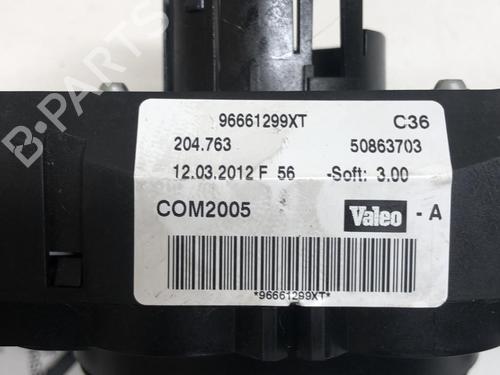 B-PARTS
96661299XT C36
204.763 50863703
12.03.2012 F 56 -Soft: 3.00
COM2005 Valeo - A
*96661299XT*